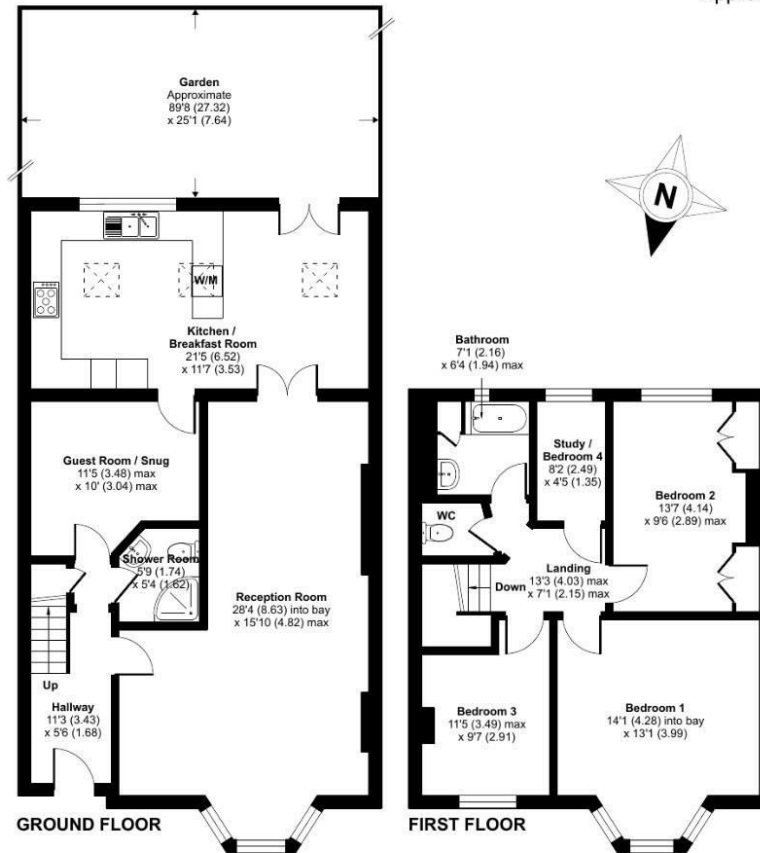 Garden
Approximate
89'8 (27.32)
x 25'1 (7.64)
N
W/M
Kitchen /
Breakfast Room
21'5 (6.52)
x 11'7 (3.53)
Guest Room / Snug
11'5 (3.48) max
x 10' (3.04) max
Shower Room
5'9 (1.74)
x 5'4 (1.62)
Reception Room
28'4 (8.63) into bay
x 15'10 (4.82) max
Up
Hallway
11'3 (3.43)
x 5'6 (1.68)
GROUND FLOOR
Bathroom
7'1 (2.16)
x 6'4 (1.94) max
Study /
Bedroom 4
8'2 (2.49)
x 4'5 (1.35)
Bedroom 2
13'7 (4.14)
x 9'6 (2.89) max
WC
Landing
13'3 (4.03) max
x 7'1 (2.15) max
Down
Bedroom 3
11'5 (3.49) max
x 9'7 (2.91)
Bedroom 1
14'1 (4.28) into bay
x 13'1 (3.99)
FIRST FLOOR